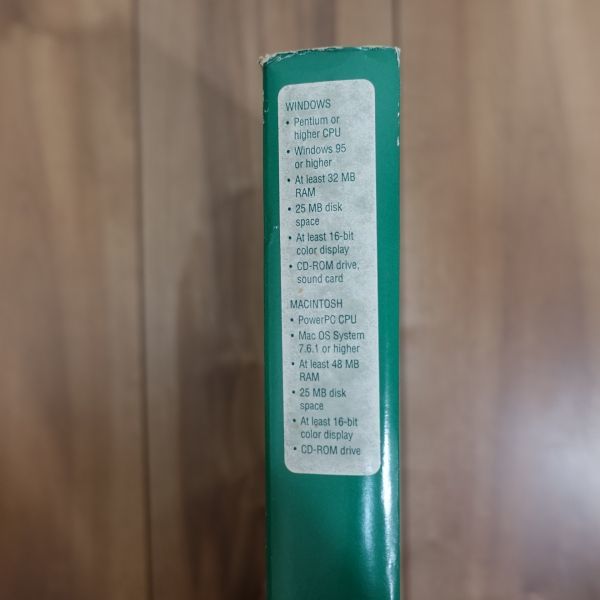 WINDOWS
• Pentium or
higher CPU
• Windows 95
or higher
• At least 32 MB
RAM
• 25 MB disk
space
• At least 16-bit
color display
• CD-ROM drive,
sound card
MACINTOSH
• PowerPC CPU
• Mac OS System
7.6.1 or higher
• At least 48 MB
RAM
• 25 MB disk
space
• At least 16-bit
color display
• CD-ROM drive